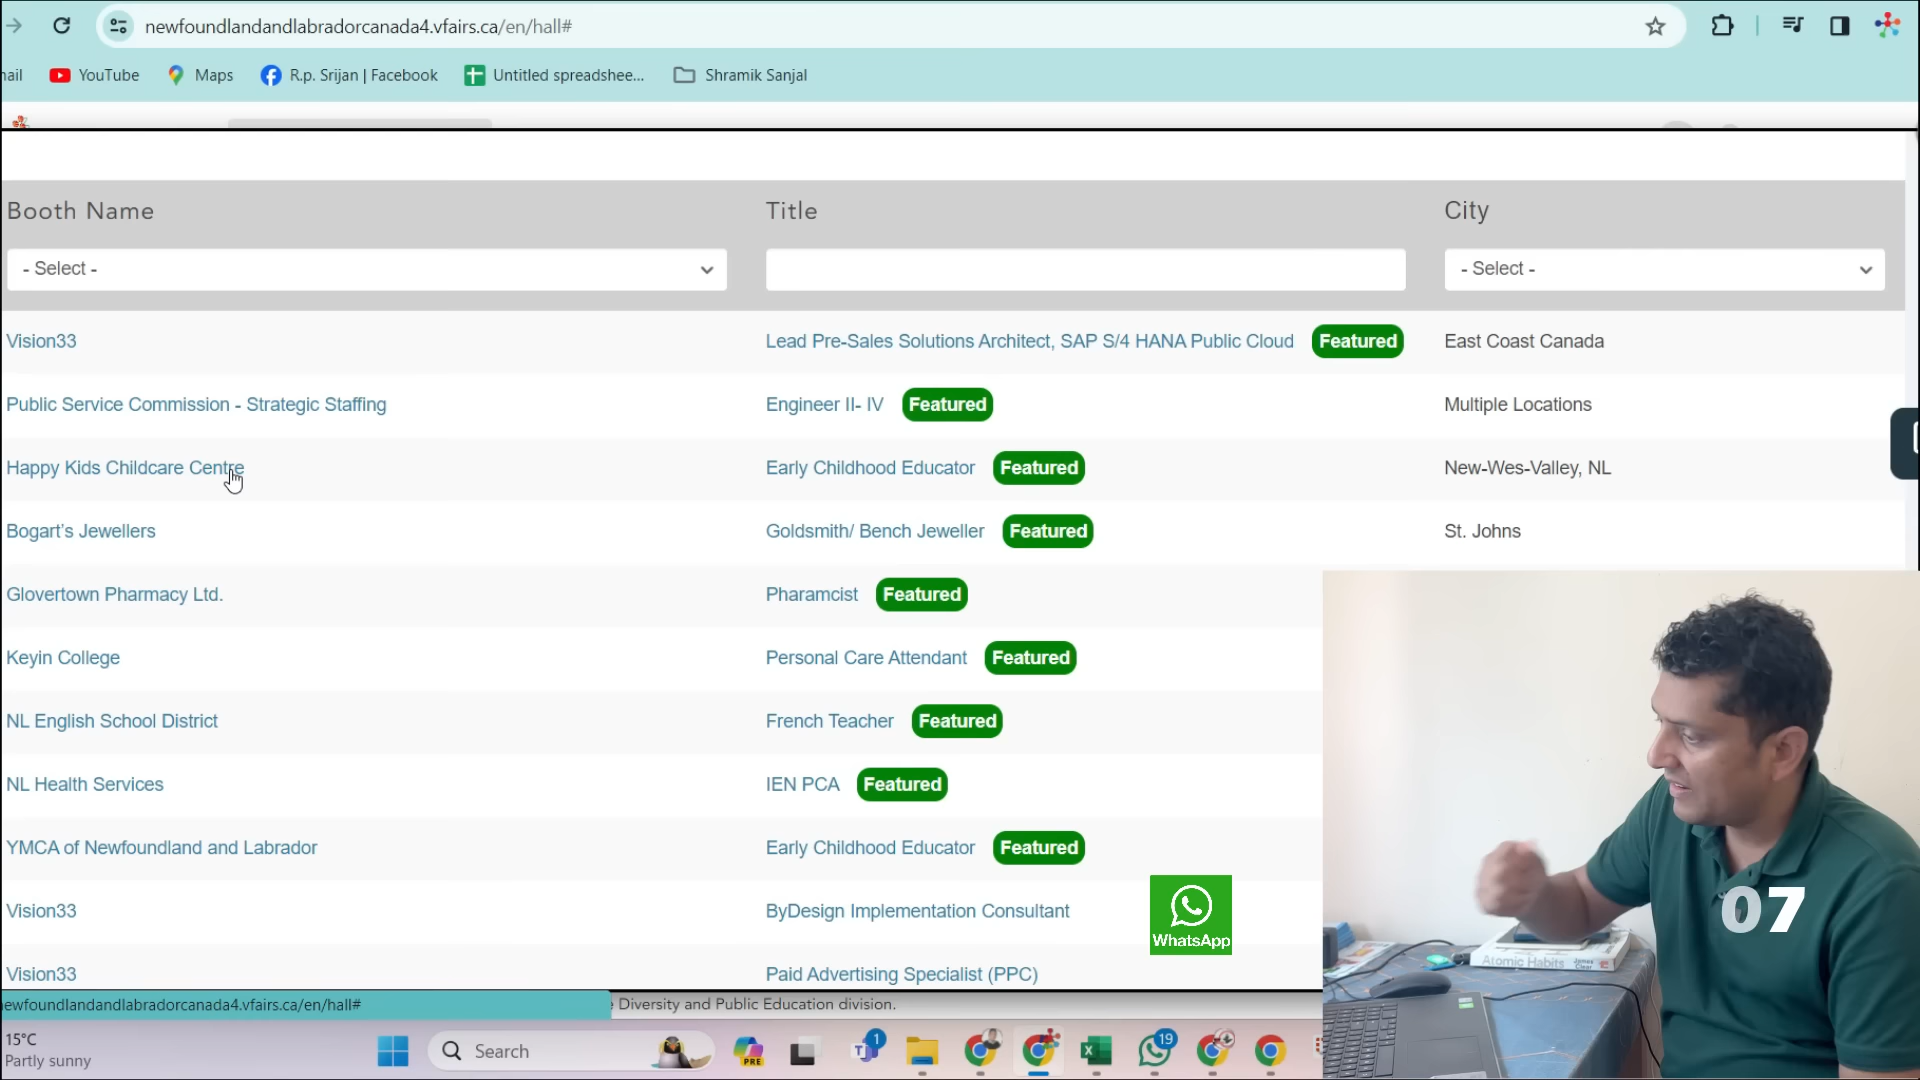 newfoundlandandlabradorcanada4.vfairs.ca/en/hall#
ail YouTube Maps R.p. Srijan | Facebook Untitled spreadshee... Shramik Sanjal
Booth Name Title City
- Select - - Select -
Vision33 Lead Pre-Sales Solutions Architect, SAP S/4 HANA Public Cloud Featured East Coast Canada
Public Service Commission - Strategic Staffing Engineer II- IV Featured Multiple Locations
Happy Kids Childcare Centre Early Childhood Educator Featured New-Wes-Valley, NL
Bogart's Jewellers Goldsmith/ Bench Jeweller Featured St. Johns
Glovertown Pharmacy Ltd. Pharamcist Featured
Keyin College Personal Care Attendant Featured
NL English School District French Teacher Featured
NL Health Services IEN PCA Featured
YMCA of Newfoundland and Labrador Early Childhood Educator Featured
Vision33 ByDesign Implementation Consultant
WhatsApp
07
Atomic Habits James Clear
Vision33 Paid Advertising Specialist (PPC)
ewfoundlandandlabradorcanada4.vfairs.ca/en/hall# Diversity and Public Education division.
15°C
Partly sunny
Search PRE 1 19